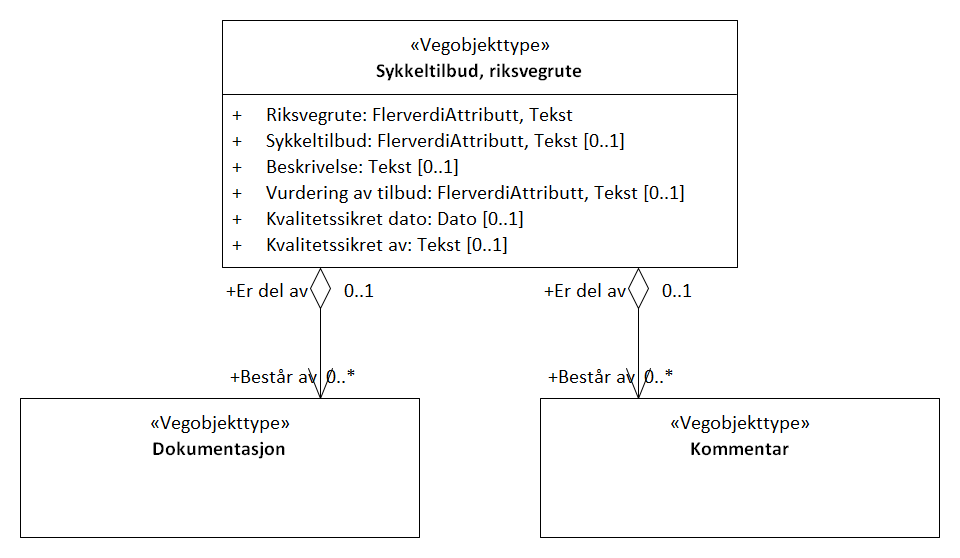 «Vegobjekttype»
Sykkeltilbud, riksvegrute
+ Riksvegrute: FlerverdiAttributt, Tekst
+ Sykkeltilbud: FlerverdiAttributt, Tekst [0..1]
+ Beskrivelse: Tekst [0..1]
+ Vurdering av tilbud: FlerverdiAttributt, Tekst [0..1]
+ Kvalitetssikret dato: Dato [0..1]
+ Kvalitetssikret av: Tekst [0..1]
+Er del av 0..1 +Er del av 0..1
+Består av 0..* +Består av 0..*
«Vegobjekttype» «Vegobjekttype»
Dokumentasjon Kommentar